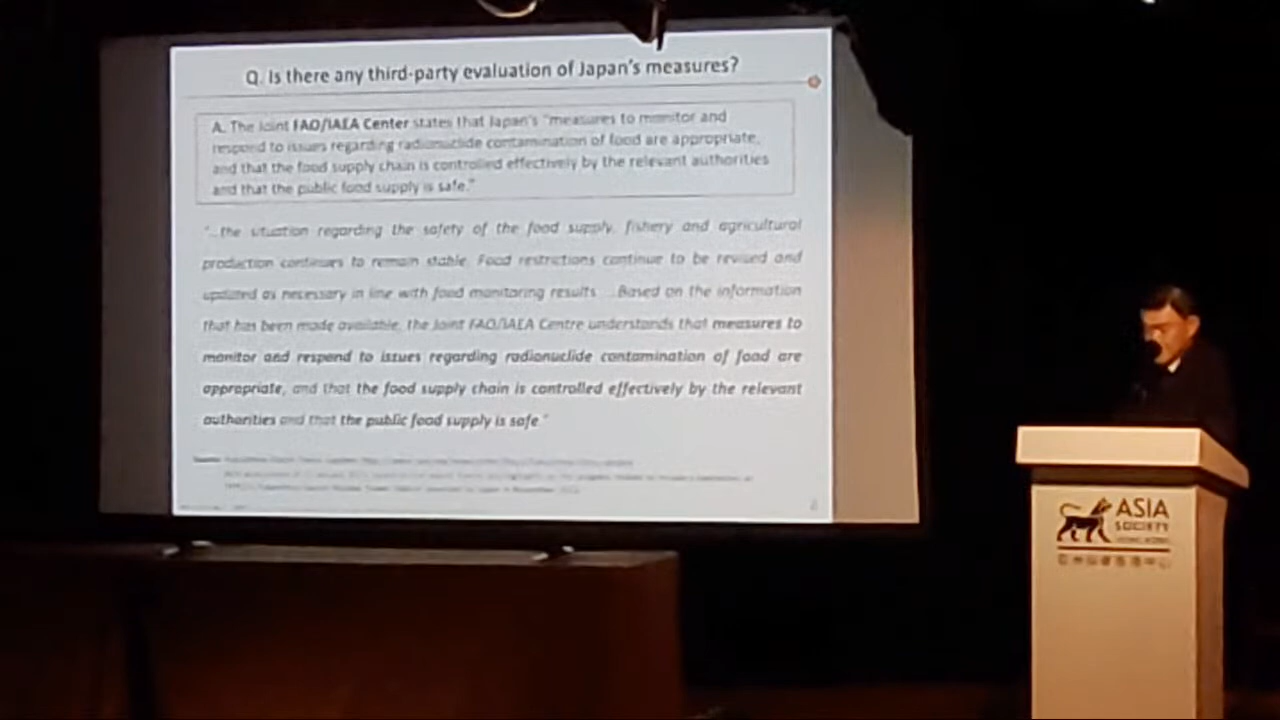 Q. Is there any third-party evaluation of Japan's measures?
A. The Joint FAO/IAEA Center states that Japan's "measures to monitor and
respond to issues regarding radionuclide contamination of food are appropriate,
and that the food supply chain is controlled effectively by the relevant authorities
and that the public food supply is safe."
"...the situation regarding the safety of the food supply, fishery and agricultural
production continues to remain stable. Food restrictions continue to be revised and
updated as necessary in line with food monitoring results ...Based on the information
that has been made available, the Joint FAO/IAEA Centre understands that measures to
monitor and respond to issues regarding radionuclide contamination of food are
appropriate, and that the food supply chain is controlled effectively by the relevant
authorities and that the public food supply is safe."
ASIA
SOCIETY